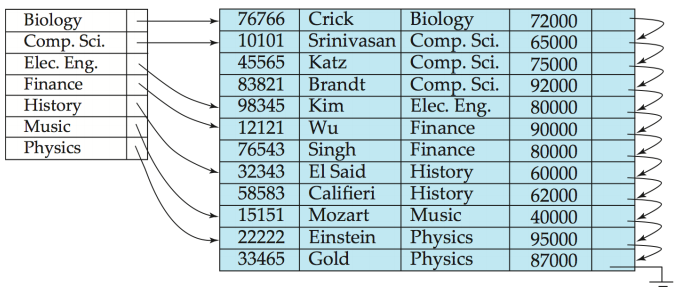 Biology 76766 Crick Biology 72000
Comp. Sci. 10101 Srinivasan Comp. Sci. 65000
Elec. Eng. 45565 Katz Comp. Sci. 75000
Finance 83821 Brandt Comp. Sci. 92000
History 98345 Kim Elec. Eng. 80000
Music 12121 Wu Finance 90000
Physics 76543 Singh Finance 80000
32343 El Said History 60000
58583 Califieri History 62000
15151 Mozart Music 40000
22222 Einstein Physics 95000
33465 Gold Physics 87000